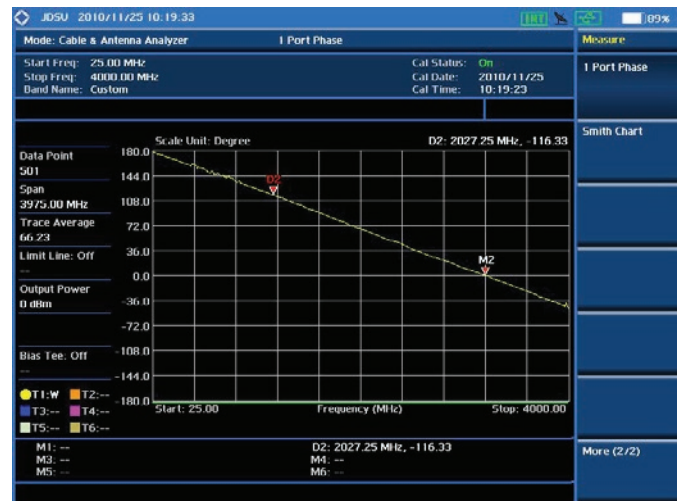 JDSU 2010/11/25 10:19:33
INT
89%
Mode: Cable & Antenna Analyzer 1 Port Phase
Measure
Start Freq: 25.00 MHz
Stop Freq: 4000.00 MHz
Band Name: Custom
Cal Status: On
Cal Date: 2010/11/25
Cal Time: 10:19:23
1 Port Phase
Smith Chart
More (2/2)
Scale Unit: Degree D2: 2027.25 MHz, -116.33
Data Point
501
Span
3975.00 MHz
Trace Average
66.23
Limit Line: Off
--
Output Power
0 dBm
Bias Tee: Off
--
T1:W T2:--
T3:-- T4:--
T5:-- T6:--
180.0
144.0
108.0
72.0
36.0
0.0
-36.0
-72.0
-108.0
-144.0
-180.0
D2
M2
Start: 25.00 Frequency (MHz) Stop: 4000.00
M1: -- D2: 2027.25 MHz, -116.33
M3: -- M4: --
M5: -- M6: --